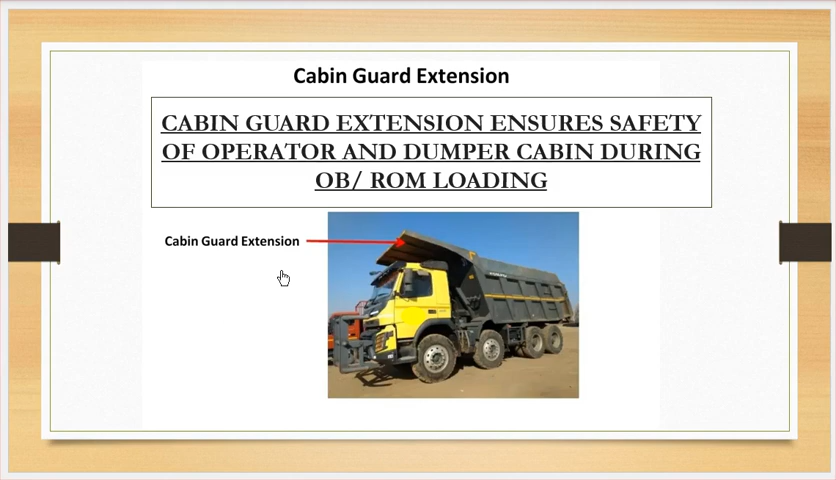 Cabin Guard Extension
CABIN GUARD EXTENSION ENSURES SAFETY
OF OPERATOR AND DUMPER CABIN DURING
OB/ ROM LOADING
Cabin Guard Extension